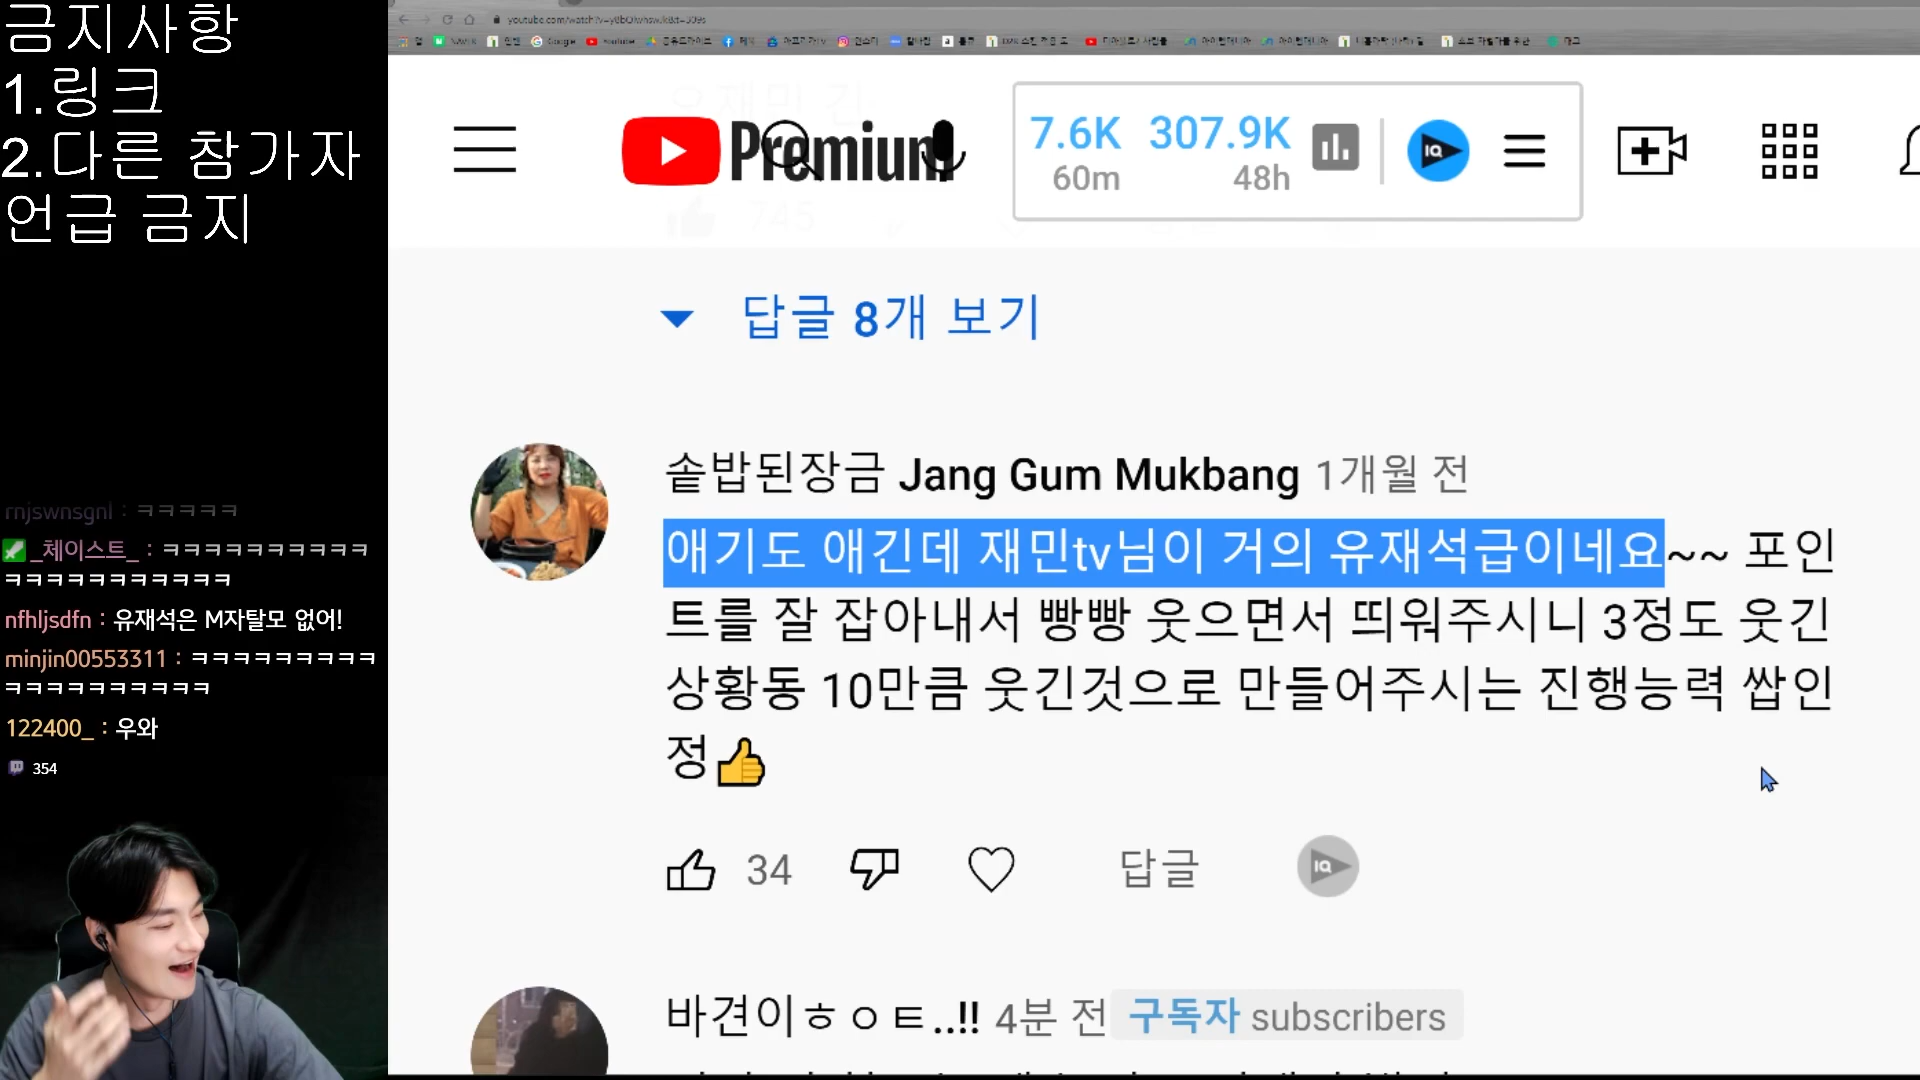 금지사항
1.링크
2.다른 참가자
언급 금지
mjswnsgnl : ㅋㅋㅋㅋㅋ
_체이스트_ : ㅋㅋㅋㅋㅋㅋㅋㅋㅋㅋ
ㅋㅋㅋㅋㅋㅋㅋㅋㅋㅋㅋ
nfhljsdfn : 유재석은 M자탈모 없어!
minjin00553311 : ㅋㅋㅋㅋㅋㅋㅋㅋㅋ
ㅋㅋㅋㅋㅋㅋㅋㅋㅋㅋ
122400_ : 우와
354
Google
Premium
7.6K 307.9K
60m 48h
IQ
745
답글 8개 보기
솥밥된장금 Jang Gum Mukbang 1개월 전
애기도 애긴데 재민tv님이 거의 유재석급이네요~~ 포인
트를 잘 잡아내서 빵빵 웃으면서 띄워주시니 3정도 웃긴
상황동 10만큼 웃긴것으로 만들어주시는 진행능력 쌉인
정👍
34 답글 IQ
바견이ㅎㅇㅌ..!! 4분 전 구독자 subscribers